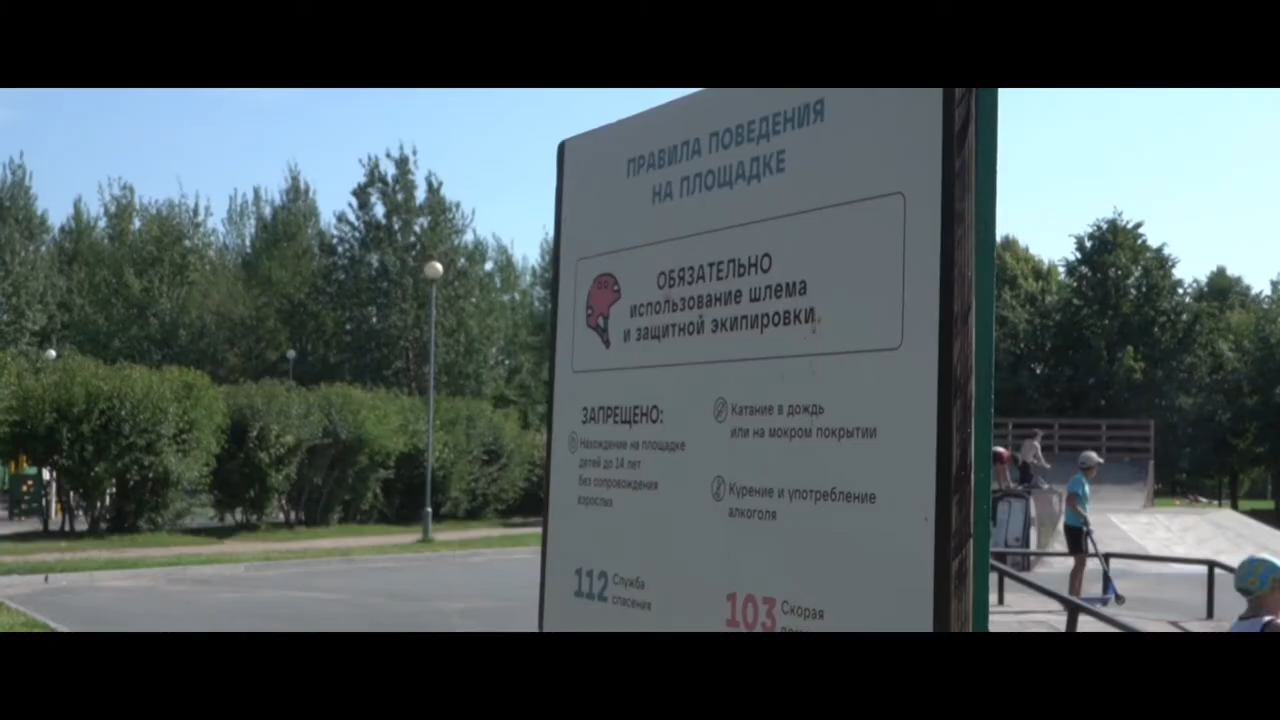 ПРАВИЛА ПОВЕДЕНИЯ
НА ПЛОЩАДКЕ
ОБЯЗАТЕЛЬНО
использование шлема
и защитной экипировки
ЗАПРЕЩЕНО:
Нахождение на площадке
детей до 14 лет
без сопровождения
взрослых
Катание в дождь
или на мокром покрытии
Курение и употребление
алкоголя
112 Служба
спасения
103 Скорая